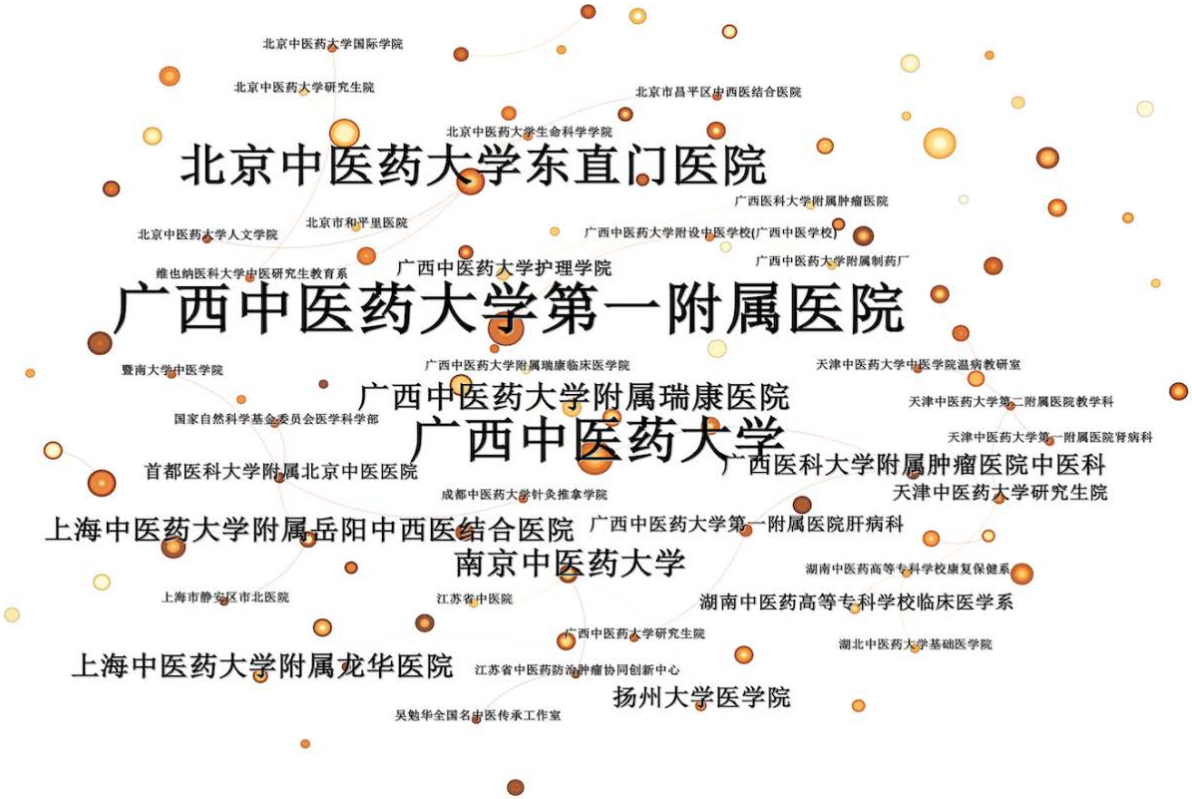 北京中医药大学国际学院
北京中医药大学研究生院
北京市昌平区中西医结合医院
北京中医药大学生命科学学院
北京中医药大学东直门医院
广西医科大学附属肿瘤医院
北京市和平里医院
北京中医药大学人文学院
广西中医药大学附设中医学校(广西中医学校)
广西中医药大学附属制药厂
广西中医药大学护理学院
维也纳医科大学中医研究生教育系
广西中医药大学第一附属医院
广西中医药大学附属瑞康临床医学院
天津中医药大学中医学院温病教研室
暨南大学中医学院
广西中医药大学附属瑞康医院
天津中医药大学第二附属医院教学科
国家自然科学基金委员会医学科学部
广西中医药大学
天津中医药大学第一附属医院肾病科
广西医科大学附属肿瘤医院中医科
首都医科大学附属北京中医医院
天津中医药大学研究生院
成都中医药大学针灸推拿学院
上海中医药大学附属岳阳中西医结合医院
广西中医药大学第一附属医院肝病科
南京中医药大学
湖南中医药高等专科学校康复保健系
上海市静安区市北医院
江苏省中医院
湖南中医药高等专科学校临床医学系
广西中医药大学研究生院
湖北中医药大学基础医学院
上海中医药大学附属龙华医院
江苏省中医药防治肿瘤协同创新中心
扬州大学医学院
吴勉华全国名中医传承工作室